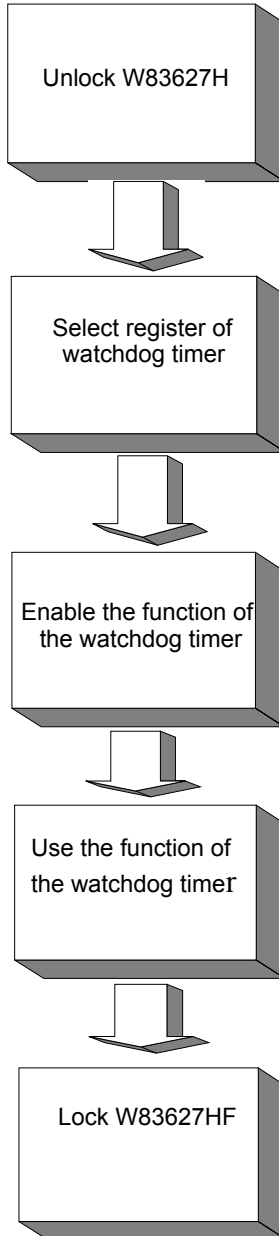 Unlock W83627H
Select register of
watchdog timer
Enable the function of
the watchdog timer
Use the function of
the watchdog timer
Lock W83627HF